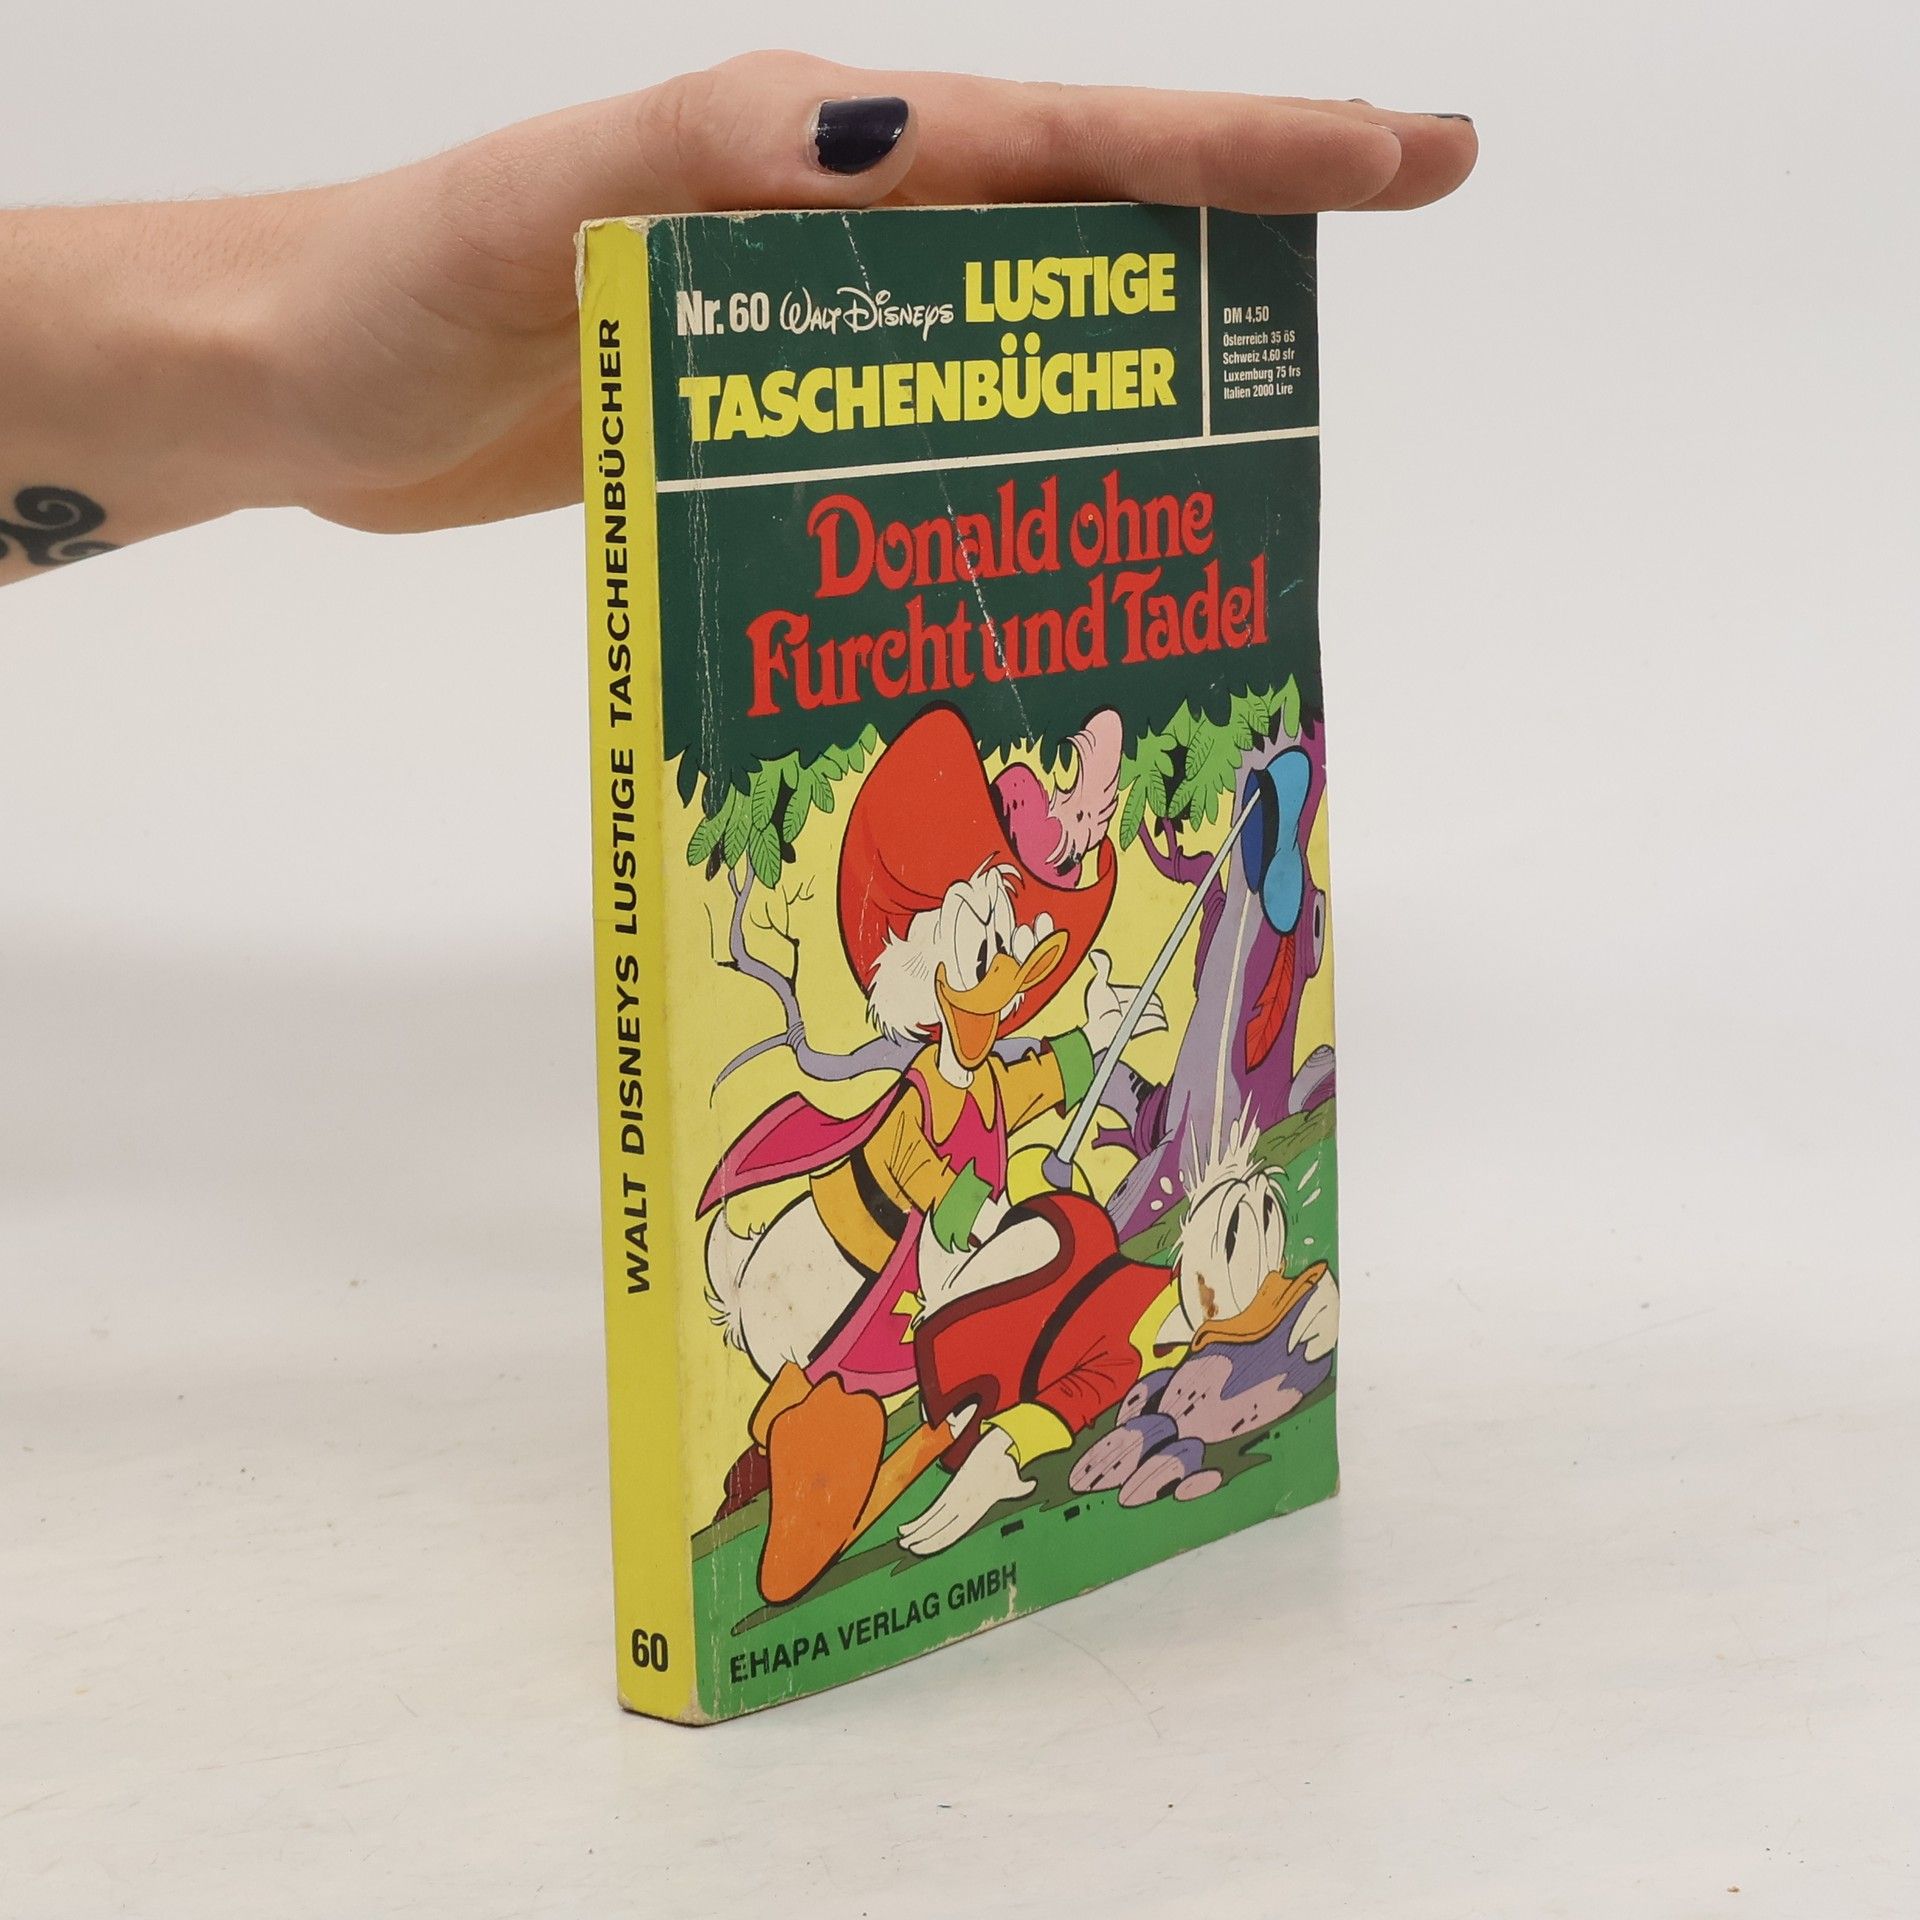 WALT DISNEYS LUSTIGE TASCHENBÜCHER
60
Nr. 60 Walt Disneys LUSTIGE
TASCHENBÜCHER
DM 4,50
Österreich 35 öS
Schweiz 4.60 sfr
Luxemburg 75 frs
Italien 2000 Lire
Donald ohne
Furcht und Tadel
EHAPA VERLAG GMBH